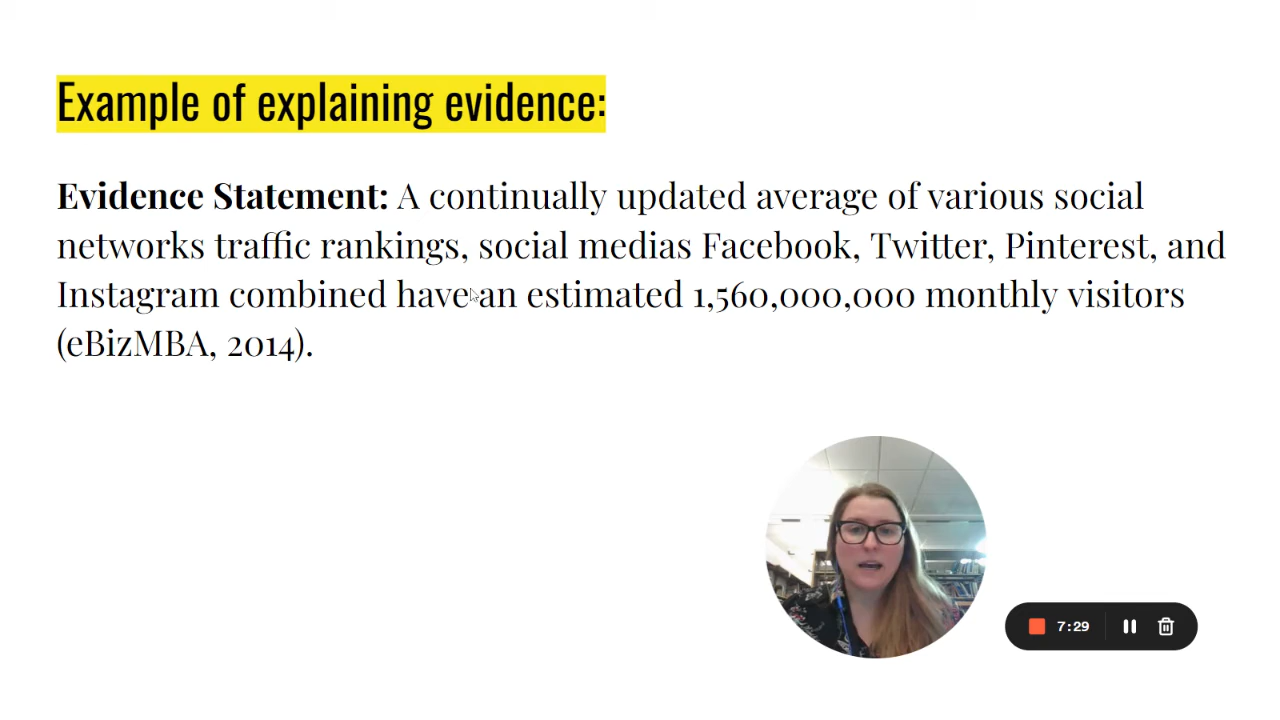 Example of explaining evidence:
Evidence Statement: A continually updated average of various social
networks traffic rankings, social medias Facebook, Twitter, Pinterest, and
Instagram combined have an estimated 1,560,000,000 monthly visitors
(eBizMBA, 2014).
7:29